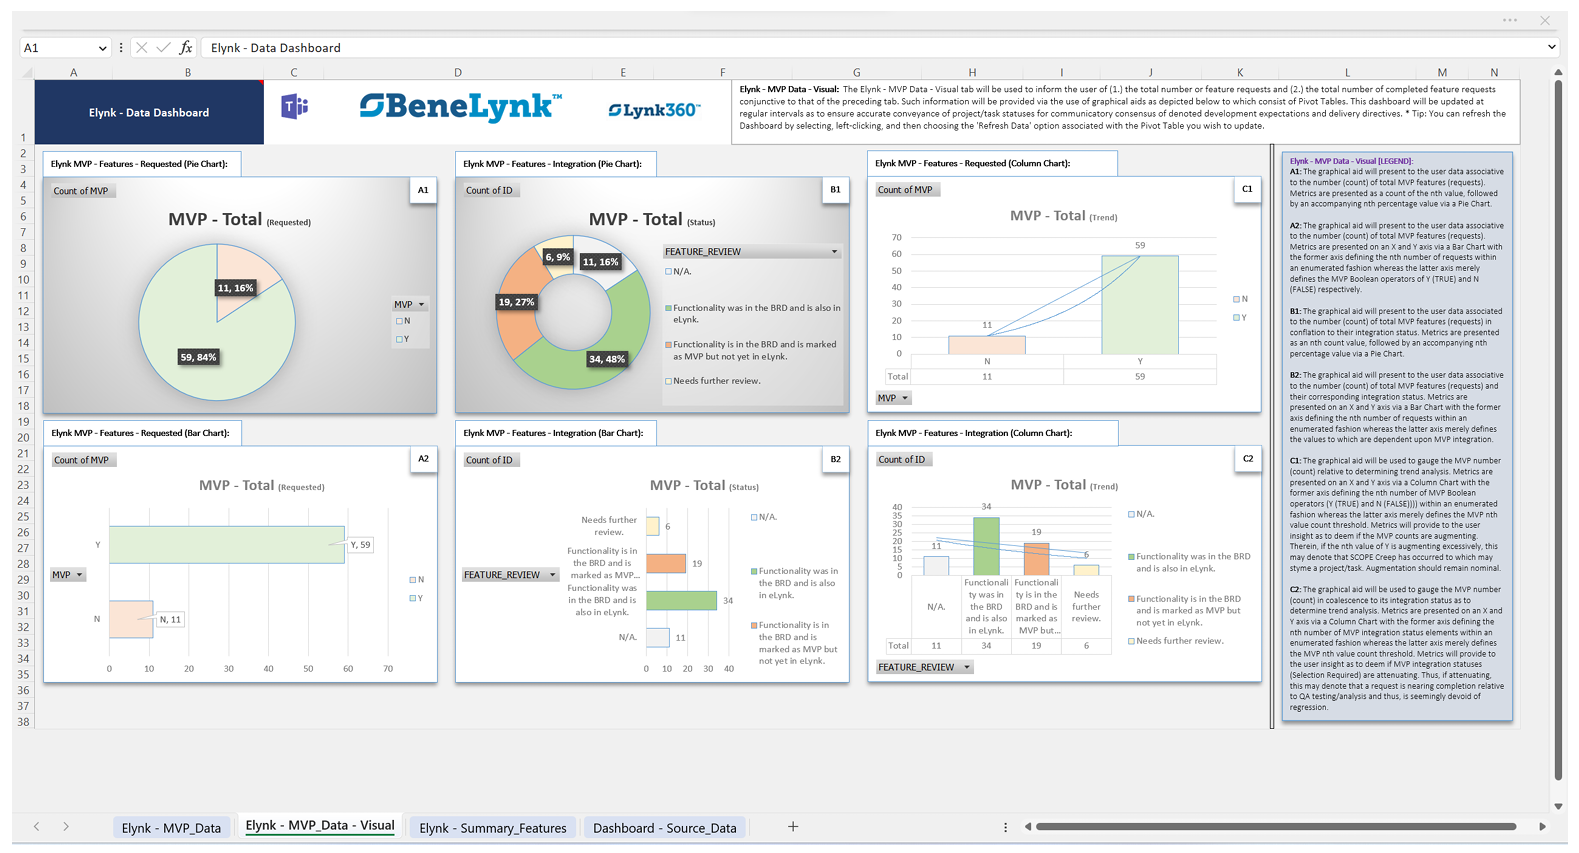 A1
fx
Elynk - Data Dashboard
A B C D E F G H I J K L M N
Elynk - Data Dashboard
BeneLynk™
Lynk360™
Elynk - MVP Data - Visual: The Elynk - MVP Data - Visual tab will be used to inform the user of (1.) the total number or feature requests and (2.) the total number of completed feature requests
conjunctive to that of the preceding tab. Such information will be provided via the use of graphical aids as depicted below to which consist of Pivot Tables. This dashboard will be updated at
regular intervals as to ensure accurate conveyance of project/task statuses for communicatory consensus of denoted development expectations and delivery directives. * Tip: You can refresh the
Dashboard by selecting, left-clicking, and then choosing the 'Refresh Data' option associated with the Pivot Table you wish to update.
1
2
3
4
5
6
7
8
9
10
11
12
13
14
15
16
17
18
19
20
21
22
23
24
25
26
27
28
29
30
31
32
33
34
35
36
37
38
Elynk MVP - Features - Requested (Pie Chart):
Count of MVP
A1
MVP - Total (Requested)
11, 16%
59, 84%
MVP
N
Y
Elynk MVP - Features - Integration (Pie Chart):
Count of ID
B1
MVP - Total (Status)
6, 9%
11, 16%
19, 27%
34, 48%
FEATURE_REVIEW
N/A.
Functionality was in the BRD and is also in
eLynk.
Functionality is in the BRD and is marked
as MVP but not yet in eLynk.
Needs further review.
Elynk MVP - Features - Requested (Column Chart):
Count of MVP
C1
MVP - Total (Trend)
70
60
50
40
30
20
10
0
11
59
N
Y
Total 11 59
N
Y
MVP
Elynk MVP - Features - Requested (Bar Chart):
Count of MVP
A2
MVP - Total (Requested)
Y
Y, 59
MVP
N
N, 11
N
Y
0 10 20 30 40 50 60 70
Elynk MVP - Features - Integration (Bar Chart):
Count of ID
B2
MVP - Total (Status)
FEATURE_REVIEW
Needs further
review.
6
Functionality is in
the BRD and is
marked as MVP...
19
Functionality was
in the BRD and is
also in eLynk.
34
N/A.
11
0 10 20 30 40
N/A.
Functionality was in
the BRD and is also
in eLynk.
Functionality is in
the BRD and is
marked as MVP but
not yet in eLynk.
Elynk MVP - Features - Integration (Column Chart):
Count of ID
C2
MVP - Total (Trend)
40
35
30
25
20
15
10
5
0
11
34
19
6
N/A.
Functionali
ty was in
the BRD
and is also
in eLynk.
Functionali
ty is in the
BRD and is
marked as
MVP but...
Needs
further
review.
Total 11 34 19 6
N/A.
Functionality was in the BRD
and is also in eLynk.
Functionality is in the BRD
and is marked as MVP but
not yet in eLynk.
Needs further review.
FEATURE_REVIEW
Elynk - MVP Data - Visual [LEGEND]:
A1: The graphical aid will present to the user data associative
to the number (count) of total MVP features (requests).
Metrics are presented as a count of the nth value, followed
by an accompanying nth percentage value via a Pie Chart.
A2: The graphical aid will present to the user data associative
to the number (count) of total MVP features (requests).
Metrics are presented on an X and Y axis via a Bar Chart with
the former axis defining the nth number of requests within
an enumerated fashion whereas the latter axis merely
defines the MVP Boolean operators of Y (TRUE) and N
(FALSE) respectively.
B1: The graphical aid will present to the user data associated
to the number (count) of total MVP features (requests) in
conflation to their integration status. Metrics are presented
as an nth count value, followed by an accompanying nth
percentage value via a Pie Chart.
B2: The graphical aid will present to the user data associative
to the number (count) of total MVP features (requests) and
their corresponding integration status. Metrics are
presented on an X and Y axis via a Bar Chart with the former
axis defining the nth number of requests within an
enumerated fashion whereas the latter axis merely defines
the values to which are dependent upon MVP integration.
C1: The graphical aid will be used to gauge the MVP number
(count) relative to determining trend analysis. Metrics are
presented on an X and Y axis via a Column Chart with the
former axis defining the nth number of MVP Boolean
operators (Y (TRUE) and N (FALSE)))) within an enumerated
fashion whereas the latter axis merely defines the MVP nth
value count threshold. Metrics will provide to the user
insight as to deem if the MVP counts are augmenting.
Therein, if the nth value of Y is augmenting excessively, this
may denote that SCOPE Creep has occurred to which may
styme a project/task. Augmentation should remain nominal.
C2: The graphical aid will be used to gauge the MVP number
(count) in coalescence to its integration status as to
determine trend analysis. Metrics are presented on an X and
Y axis via a Column Chart with the former axis defining the
nth number of MVP integration status elements within an
enumerated fashion whereas the latter axis merely defines
the MVP nth value count threshold. Metrics will provide to
the user insight as to deem if MVP integration statuses
(Selection Required) are attenuating. Thus, if attenuating,
this may denote that a request is nearing completion relative
to QA testing/analysis and thus, is seemingly devoid of
regression.
Elynk - MVP_Data
Elynk - MVP_Data - Visual
Elynk - Summary_Features
Dashboard - Source_Data